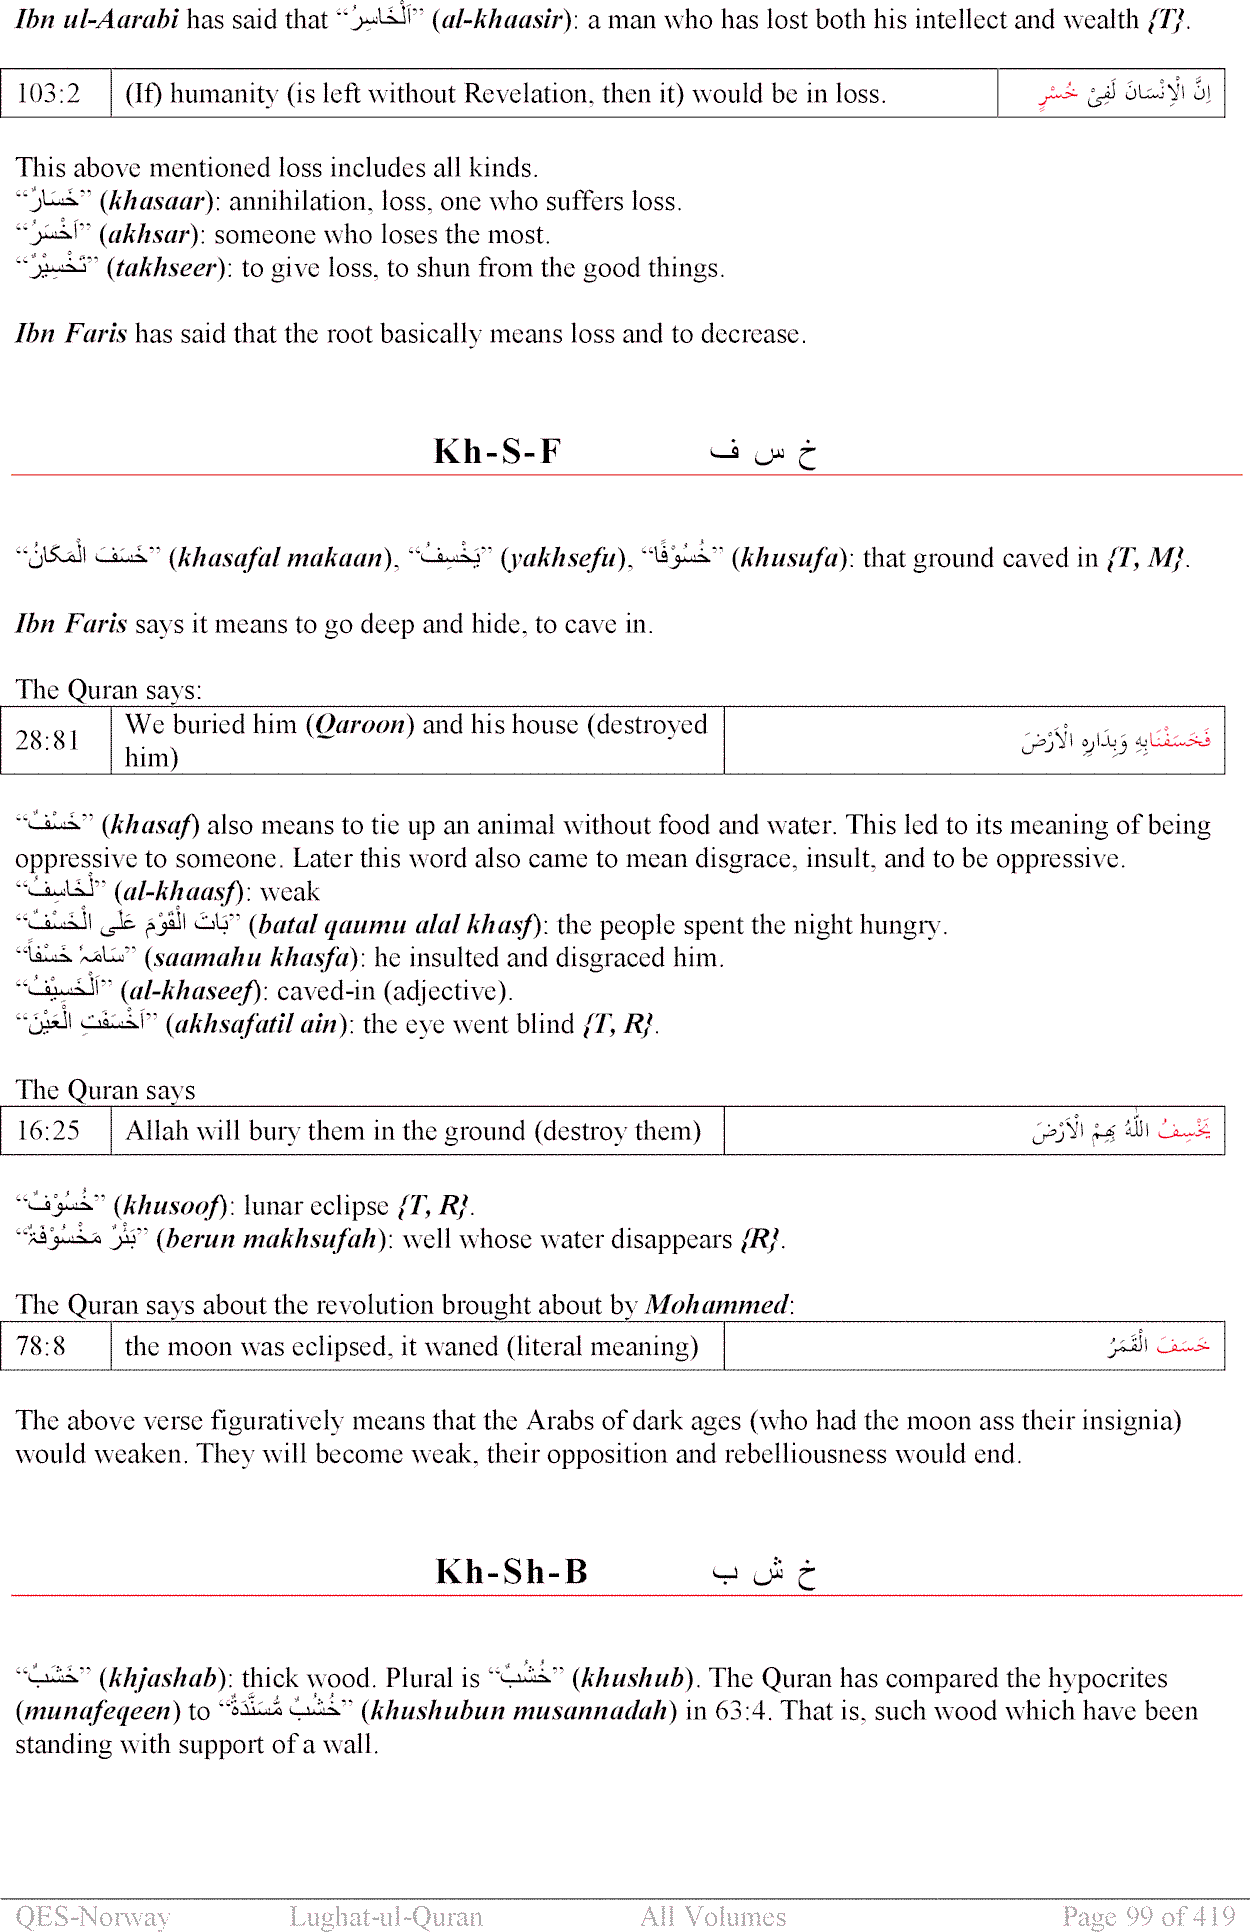 Ibn ul-Aarabi has said that “اَلْخَاسِرُ” (al-khaasir): a man who has lost both his intellect and wealth {T}.
103:2 (If) humanity (is left without Revelation, then it) would be in loss. اِنَّ الْاِنْسَانَ لَفِيْ خُسْرٍ
This above mentioned loss includes all kinds.
“خَسَارٌ” (khasaar): annihilation, loss, one who suffers loss.
“اَخْسَرُ” (akhsar): someone who loses the most.
“تَخْسِيْرٌ” (takhseer): to give loss, to shun from the good things.
Ibn Faris has said that the root basically means loss and to decrease.
Kh-S-F خ س ف
“خَسَفَ الْمَكَانُ” (khasafal makaan), “يَخْسِفُ” (yakhsefu), “خُسُوْفًا” (khusufa): that ground caved in {T, M}.
Ibn Faris says it means to go deep and hide, to cave in.
The Quran says:
28:81 We buried him (Qaroon) and his house (destroyed him) فَخَسَفْنَابِهٖ وَبِدَارِهِ الْاَرْضَ
“خَسْفٌ” (khasaf) also means to tie up an animal without food and water. This led to its meaning of being
oppressive to someone. Later this word also came to mean disgrace, insult, and to be oppressive.
“لْخَاسِفُ” (al-khaasf): weak
“بَاتَ الْقَوْمَ عَلَى الْخَسْفٌ” (batal qaumu alal khasf): the people spent the night hungry.
“سَامَہٗ خَسْفاً” (saamahu khasfa): he insulted and disgraced him.
“اَلْخَسِيْفُ” (al-khaseef): caved-in (adjective).
“اَخْسَفَتِ الْعَيْنَ” (akhsafatil ain): the eye went blind {T, R}.
The Quran says
16:25 Allah will bury them in the ground (destroy them) يَخْسِفُ اللّٰهُ بِهِمْ الْاَرْضَ
“خُسُوْفٌ” (khusoof): lunar eclipse {T, R}.
“بَئْرٌ مَخْسُوْفَۃٌ” (berun makhsufah): well whose water disappears {R}.
The Quran says about the revolution brought about by Mohammed:
78:8 the moon was eclipsed, it waned (literal meaning) خَسَفَ الْقَمَرُ
The above verse figuratively means that the Arabs of dark ages (who had the moon ass their insignia)
would weaken. They will become weak, their opposition and rebelliousness would end.
Kh-Sh-B خ ش ب
“خَشَبٌ” (khjashab): thick wood. Plural is “خُشُبٌ” (khushub). The Quran has compared the hypocrites
(munafeqeen) to “خُشُبٌ مُّسَنَّدَةٌ” (khushubun musannadah) in 63:4. That is, such wood which have been
standing with support of a wall.
QES-Norway Lughat-ul-Quran All Volumes Page 99 of 419